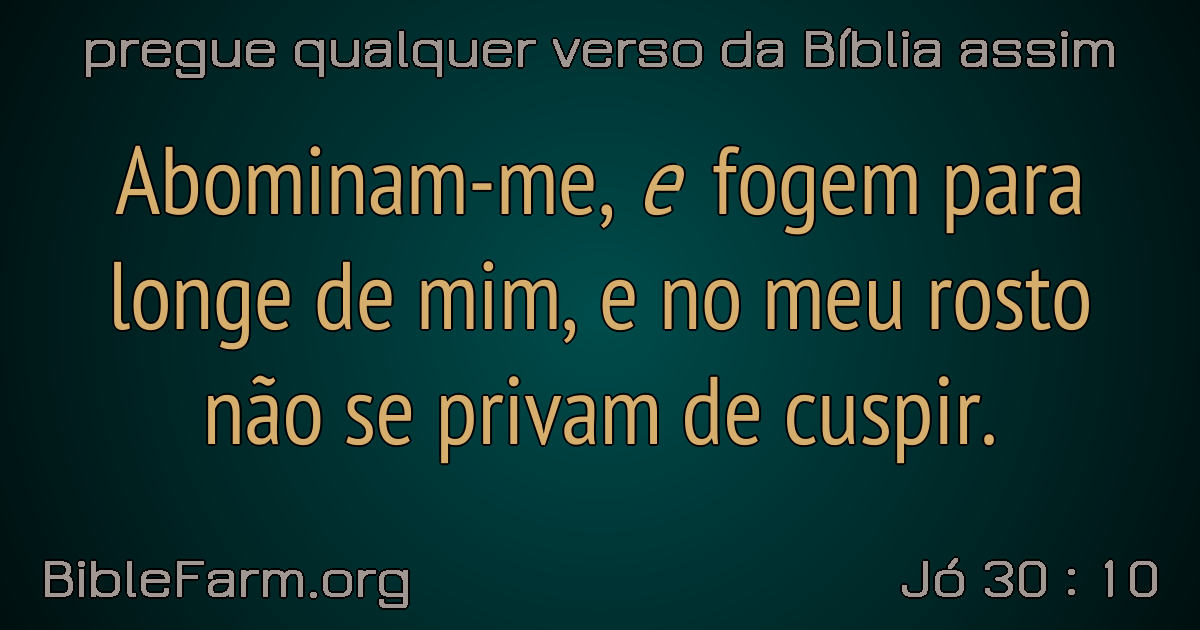 pregue qualquer verso da Bíblia assim
Abominam-me, e fogem para
longe de mim, e no meu rosto
não se privam de cuspir.
BibleFarm.org
Jó 30 : 10